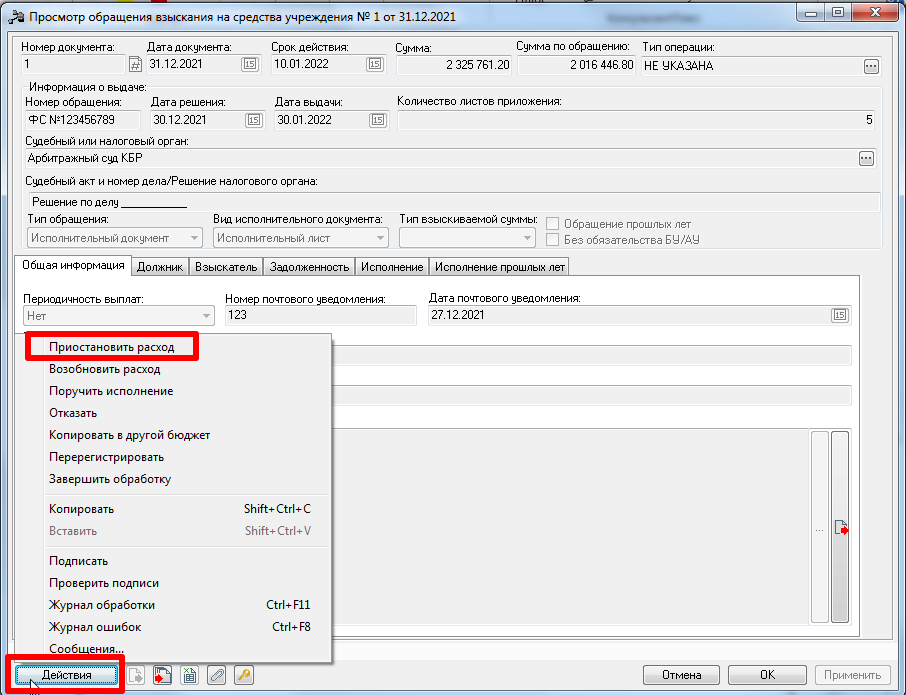 Просмотр обращения взыскания на средства учреждения № 1 от 31.12.2021
Номер документа: Дата документа: Срок действия: Сумма: Сумма по обращению: Тип операции:
1 # 31.12.2021 15 10.01.2022 15 2 325 761.20 2 016 446.80 НЕ УКАЗАНА ...
Информация о выдаче:
Номер обращения: Дата решения: Дата выдачи: Количество листов приложения:
ФС №123456789 30.12.2021 15 30.01.2022 15 5
Судебный или налоговый орган:
Арбитражный суд КБР ...
Судебный акт и номер дела/Решение налогового органа:
Решение по делу ___________
Тип обращения: Вид исполнительного документа: Тип взыскиваемой суммы: Обращение прошлых лет
Исполнительный документ Исполнительный лист Без обязательства БУ/АУ
Общая информация Должник Взыскатель Задолженность Исполнение Исполнение прошлых лет
Периодичность выплат: Номер почтового уведомления: Дата почтового уведомления:
Нет 123 27.12.2021 15
Приостановить расход
Возобновить расход
Поручить исполнение
Отказать
Копировать в другой бюджет
Перерегистрировать
Завершить обработку
Копировать Shift+Ctrl+C
Вставить Shift+Ctrl+V
...
Подписать
Проверить подписи
Журнал обработки Ctrl+F11
Журнал ошибок Ctrl+F8
Сообщения...
Действия Отмена OK Применить